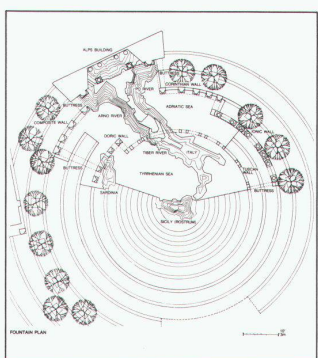 ALPS BUILDING
BUTTRESS
CORINTHIAN WALL
RIVER
BUTTRESS
ARNO RIVER
ADRIATIC SEA
COMPOSITE WALL
DORIC WALL
IONIC WALL
TIBER RIVER
ITALY
BUTTRESS
TUSCAN WALL
TYRRHENIAN SEA
SARDINIA
BUTTRESS
SICILY (ROSTRUM)
FOUNTAIN PLAN